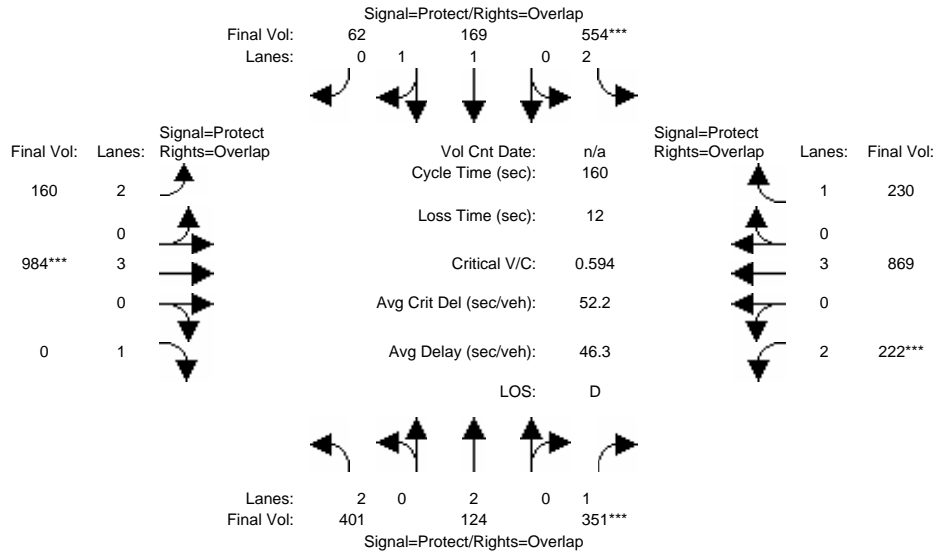 Signal=Protect/Rights=Overlap
Final Vol: 62 169 554***
Lanes: 0 1 1 0 2
Signal=Protect
Final Vol: Lanes: Rights=Overlap
Vol Cnt Date: n/a
Signal=Protect
Rights=Overlap Lanes: Final Vol:
Cycle Time (sec): 160
160 2
1 230
Loss Time (sec): 12
0
0
984*** 3
Critical V/C: 0.594
3 869
0
Avg Crit Del (sec/veh): 52.2
0
0 1
Avg Delay (sec/veh): 46.3
2 222***
LOS: D
Lanes: 2 0 2 0 1
Final Vol: 401 124 351***
Signal=Protect/Rights=Overlap